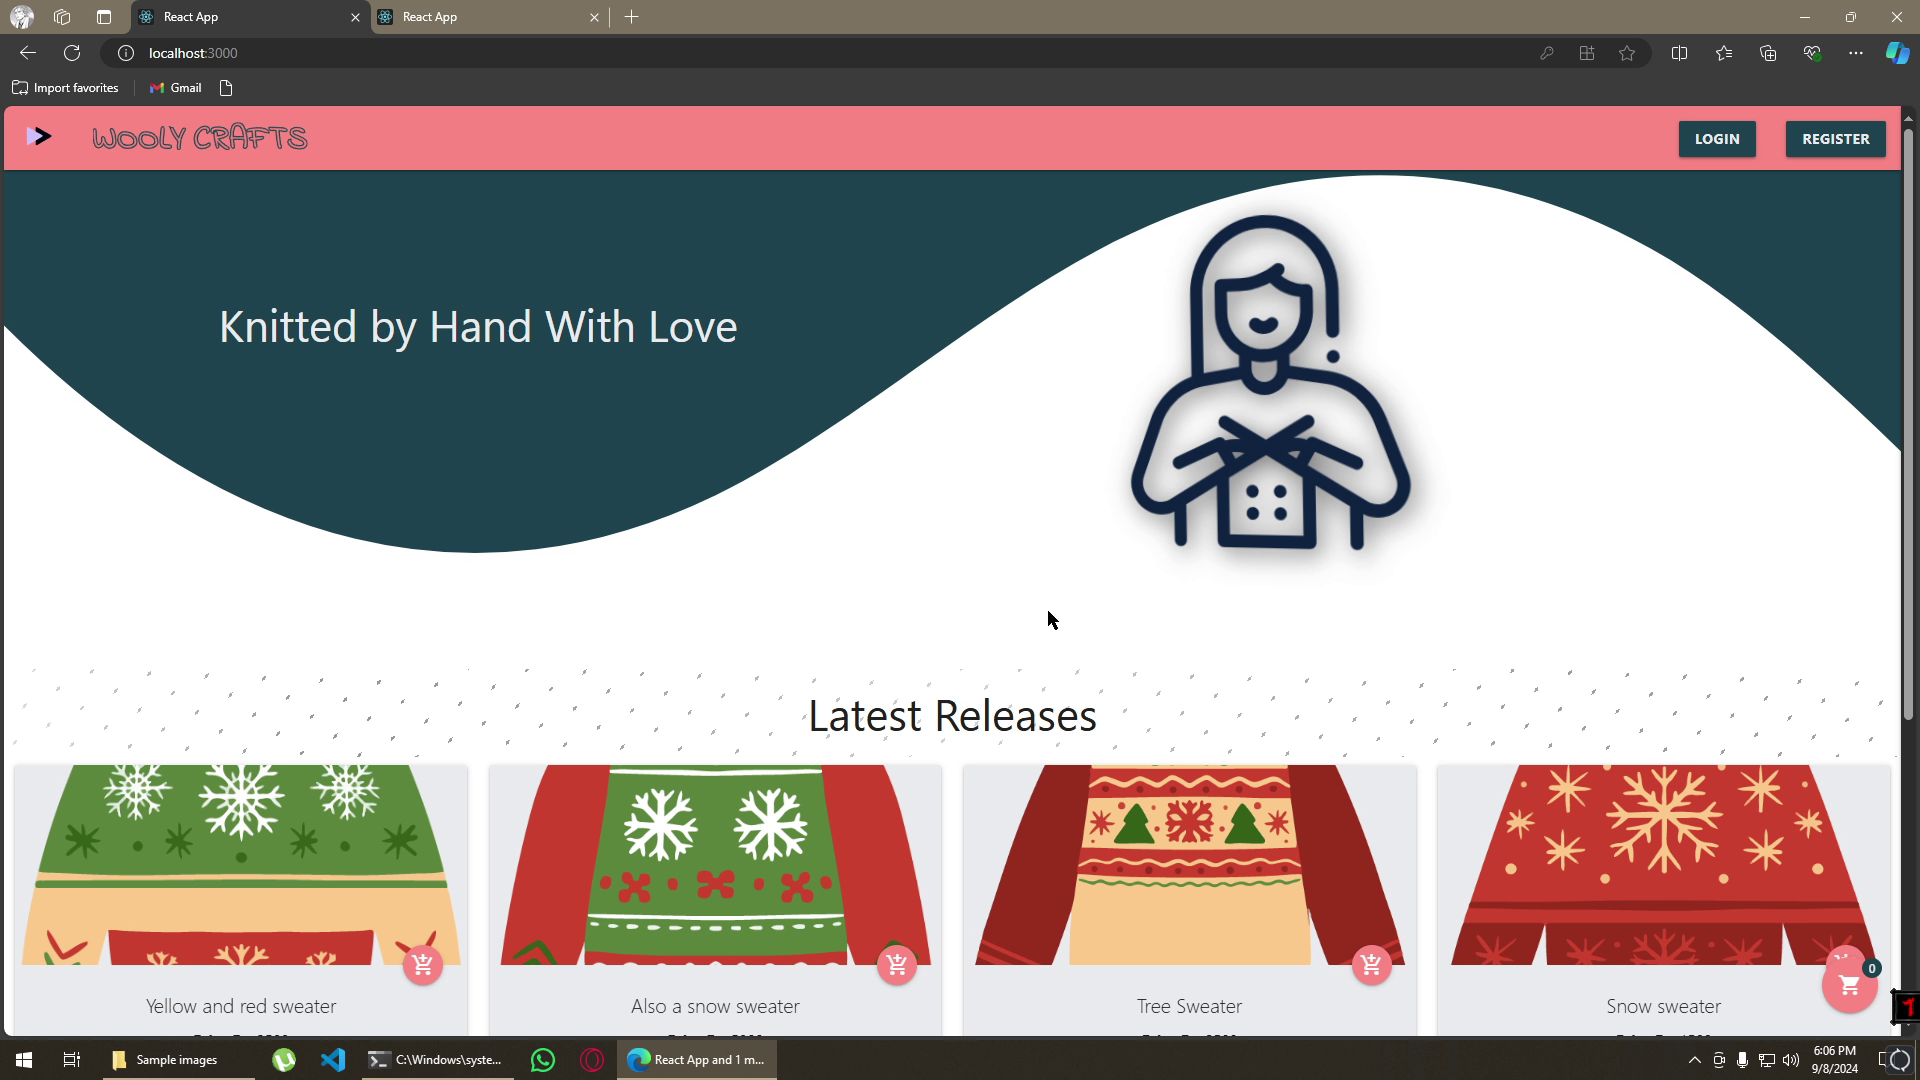 React App
React App
localhost:3000
Import favorites
Gmail
WOOLY CRAFTS
LOGIN
REGISTER
Knitted by Hand With Love
Latest Releases
0
Yellow and red sweater
Also a snow sweater
Tree Sweater
Snow sweater
Sample images
C:\Windows\syste...
React App and 1 m...
6:06 PM
9/8/2024